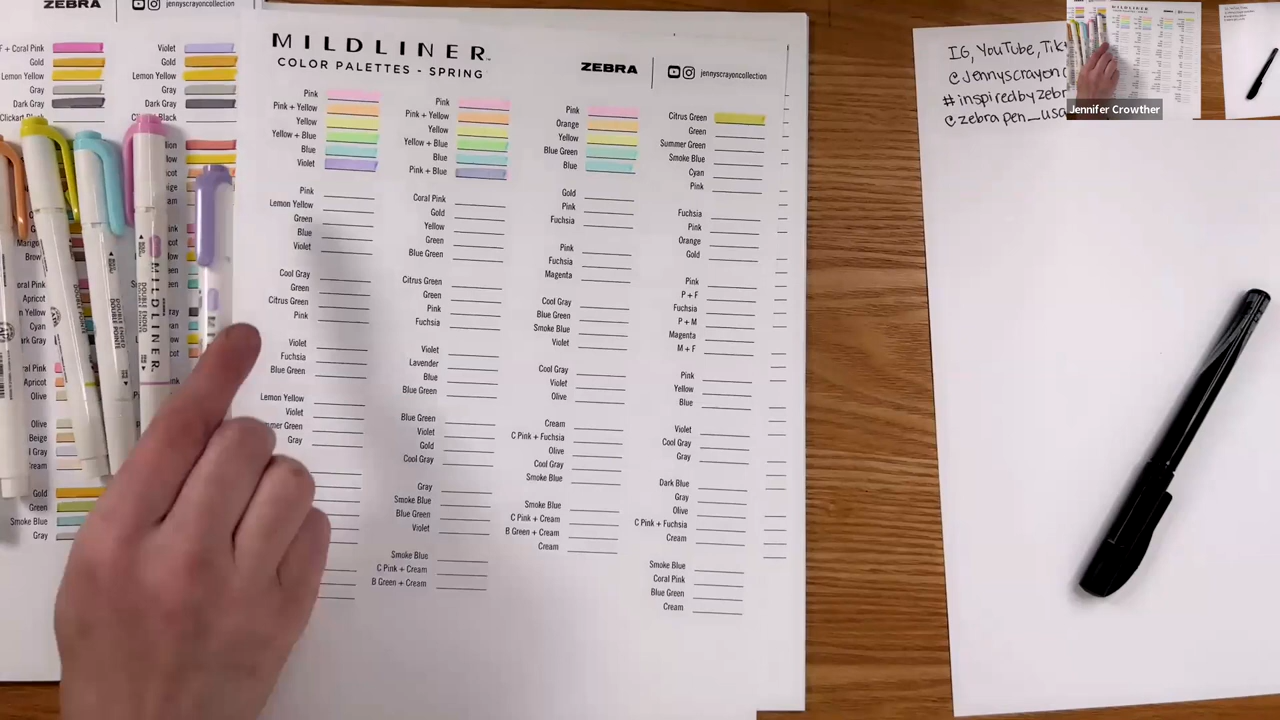 ZEBRA
jennyscrayoncollection
F + Coral Pink
Gold
Lemon Yellow
Gray
Dark Gray
Violet
Gold
Lemon Yellow
Gray
Dark Gray
MILDLINER
COLOR PALETTES - SPRING
ZEBRA
jennyscrayoncollection
Pink
Pink + Yellow
Yellow
Yellow + Blue
Blue
Violet
Pink
Lemon Yellow
Green
Blue
Violet
Cool Gray
Green
Citrus Green
Pink
Violet
Fuchsia
Blue Green
Lemon Yellow
Violet
Gray
Pink
Pink + Yellow
Yellow
Yellow + Blue
Blue
Pink + Blue
Coral Pink
Gold
Yellow
Green
Blue Green
Citrus Green
Green
Pink
Fuchsia
Violet
Lavender
Blue
Blue Green
Blue Green
Violet
Gold
Cool Gray
Gray
Smoke Blue
Blue Green
Violet
Smoke Blue
C Pink + Cream
B Green + Cream
Pink
Orange
Yellow
Blue Green
Blue
Gold
Pink
Fuchsia
Pink
Fuchsia
Magenta
Cool Gray
Blue Green
Smoke Blue
Violet
Cool Gray
Violet
Olive
Cream
C Pink + Fuchsia
Olive
Cool Gray
Smoke Blue
Smoke Blue
C Pink + Cream
B Green + Cream
Cream
Citrus Green
Green
Summer Green
Smoke Blue
Cyan
Pink
Fuchsia
Pink
Orange
Gold
Pink
P + F
Fuchsia
P + M
Magenta
M + F
Pink
Yellow
Blue
Violet
Cool Gray
Gray
Dark Blue
Gray
Olive
C Pink + Fuchsia
Cream
Smoke Blue
Coral Pink
Blue Green
Cream
Brown
Apricot
Cyan
Apricot
Olive
Olive
Beige
Gold
Green
Smoke Blue
Gray
MILDLINER
DOUBLE ENDED
IG, YouTube, Tik
@jennyscrayon
#inspiredbyzebr
@zebrapen_usa
Jennifer Crowther